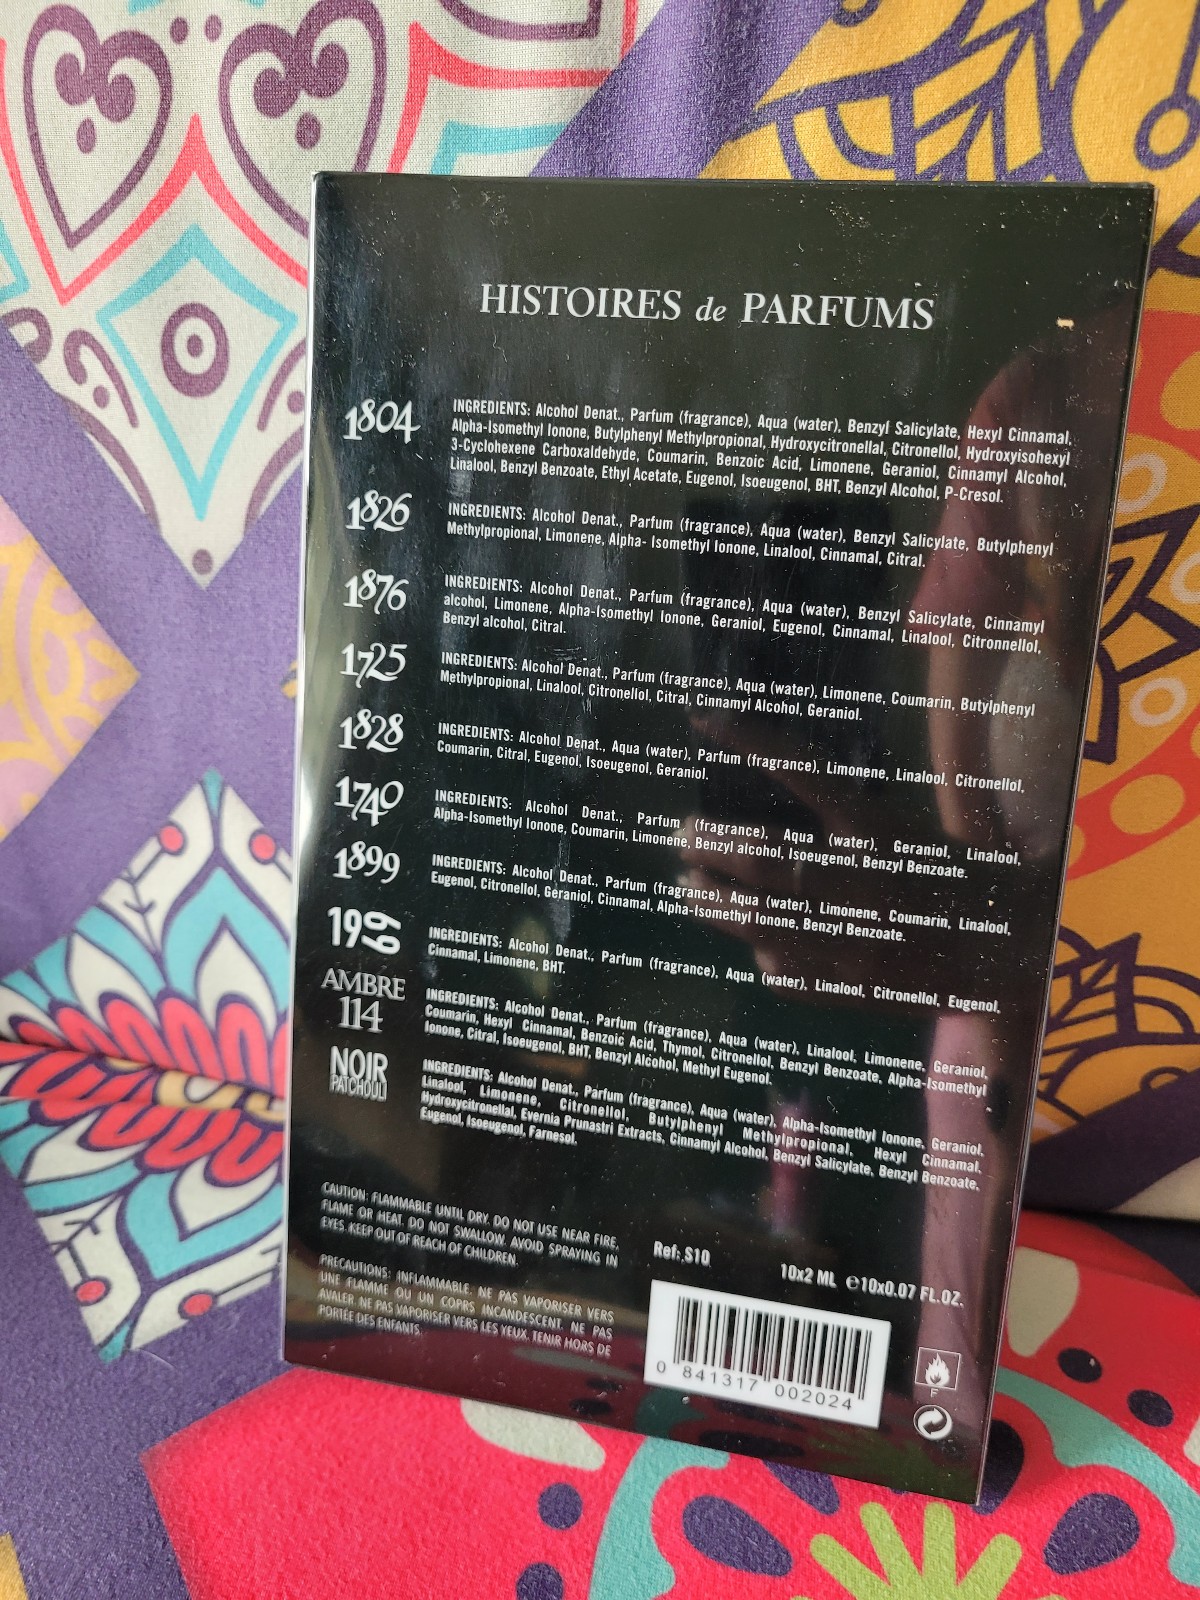 HISTOIRES de PARFUMS
1804
INGREDIENTS: Alcohol Denat., Parfum (fragrance), Aqua (water), Benzyl Salicylate, Hexyl Cinnamal,
Alpha-Isomethyl Ionone, Butylphenyl Methylpropional, Hydroxycitronellal, Citronellol, Hydroxyisohexyl
3-Cyclohexene Carboxaldehyde, Coumarin, Benzoic Acid, Limonene, Geraniol, Cinnamyl Alcohol,
Linalool, Benzyl Benzoate, Ethyl Acetate, Eugenol, Isoeugenol, BHT, Benzyl Alcohol, P-Cresol.
1826
INGREDIENTS: Alcohol Denat., Parfum (fragrance), Aqua (water), Benzyl Salicylate, Butylphenyl
Methylpropional, Limonene, Alpha- Isomethyl Ionone, Linalool, Cinnamal, Citral.
1876
INGREDIENTS: Alcohol Denat., Parfum (fragrance), Aqua (water), Benzyl Salicylate, Cinnamyl
alcohol, Limonene, Alpha-Isomethyl Ionone, Geraniol, Eugenol, Cinnamal, Linalool, Citronnellol,
Benzyl alcohol, Citral.
1725
INGREDIENTS: Alcohol Denat., Parfum (fragrance), Aqua (water), Limonene, Coumarin, Butylphenyl
Methylpropional, Linalool, Citronellol, Citral, Cinnamyl Alcohol, Geraniol.
1828
INGREDIENTS: Alcohol Denat., Aqua (water), Parfum (fragrance), Limonene, Linalool, Citronellol,
Coumarin, Citral, Eugenol, Isoeugenol, Geraniol.
1740
INGREDIENTS: Alcohol Denat., Parfum (fragrance), Aqua (water), Geraniol, Linalool,
Alpha-Isomethyl Ionone, Coumarin, Limonene, Benzyl alcohol, Isoeugenol, Benzyl Benzoate.
1899
INGREDIENTS: Alcohol Denat., Parfum (fragrance), Aqua (water), Limonene, Coumarin, Linalool,
Eugenol, Citronellol, Geraniol, Cinnamal, Alpha-isomethyl Ionone, Benzyl Benzoate.
1969
INGREDIENTS: Alcohol Denat., Parfum (fragrance), Aqua (water), Linalool, Citronellol, Eugenol,
Cinnamal, Limonene, BHT.
AMBRE
114
INGREDIENTS: Alcohol Denat., Parfum (fragrance), Aqua (water), Linalool, Limonene, Geraniol,
Coumarin, Hexyl Cinnamal, Benzoic Acid, Thymol, Citronellol, Benzyl Benzoate, Alpha-Isomethyl
Ionone, Citral, Isoeugenol, BHT, Benzyl Alcohol, Methyl Eugenol.
NOIR
PATCHOULI
INGREDIENTS: Alcohol Denat., Parfum (fragrance), Aqua (water), Alpha-Isomethyl Ionone, Geraniol,
Linalool, Limonene, Citronellol, Butylphenyl Methylpropional, Hexyl Cinnamal,
Hydroxycitronellal, Evernia Prunastri Extracts, Cinnamyl Alcohol, Benzyl Salicylate, Benzyl Benzoate,
Eugenol, Isoeugenol, Farnesol.
CAUTION: FLAMMABLE UNTIL DRY. DO NOT USE NEAR FIRE,
FLAME OR HEAT. DO NOT SWALLOW. AVOID SPRAYING IN
EYES. KEEP OUT OF REACH OF CHILDREN.
PRECAUTIONS: INFLAMMABLE. NE PAS VAPORISER VERS
UNE FLAMME OU UN COPRS INCANDESCENT. NE PAS
AVALER. NE PAS VAPORISER VERS LES YEUX. TENIR HORS DE
PORTÉE DES ENFANTS.
Ref: S10
10x2 ML ℮10x0.07 FL.OZ.
0 841317 002024
F